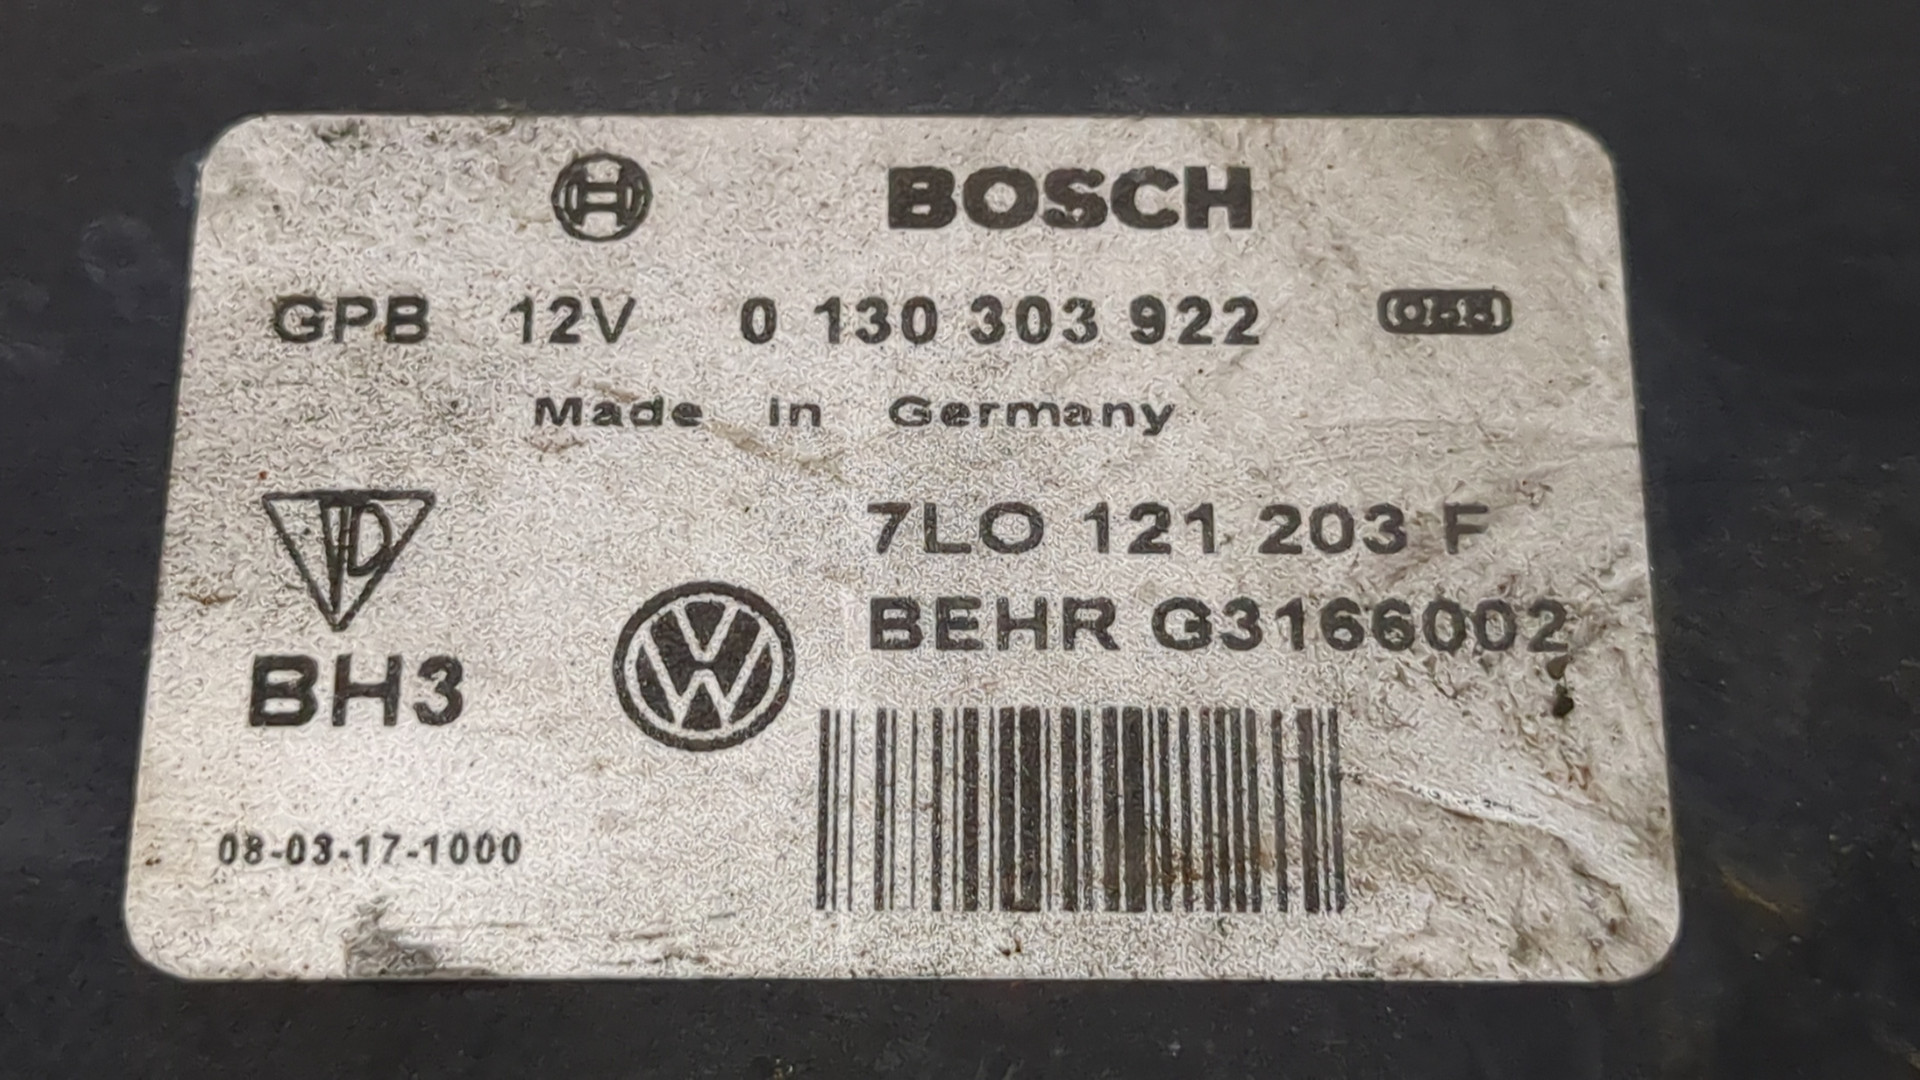 BOSCH
GPB 12V 0 130 303 922
Made in Germany
7LO 121 203 F
BEHR G3166002
BH3
08-03-17-1000